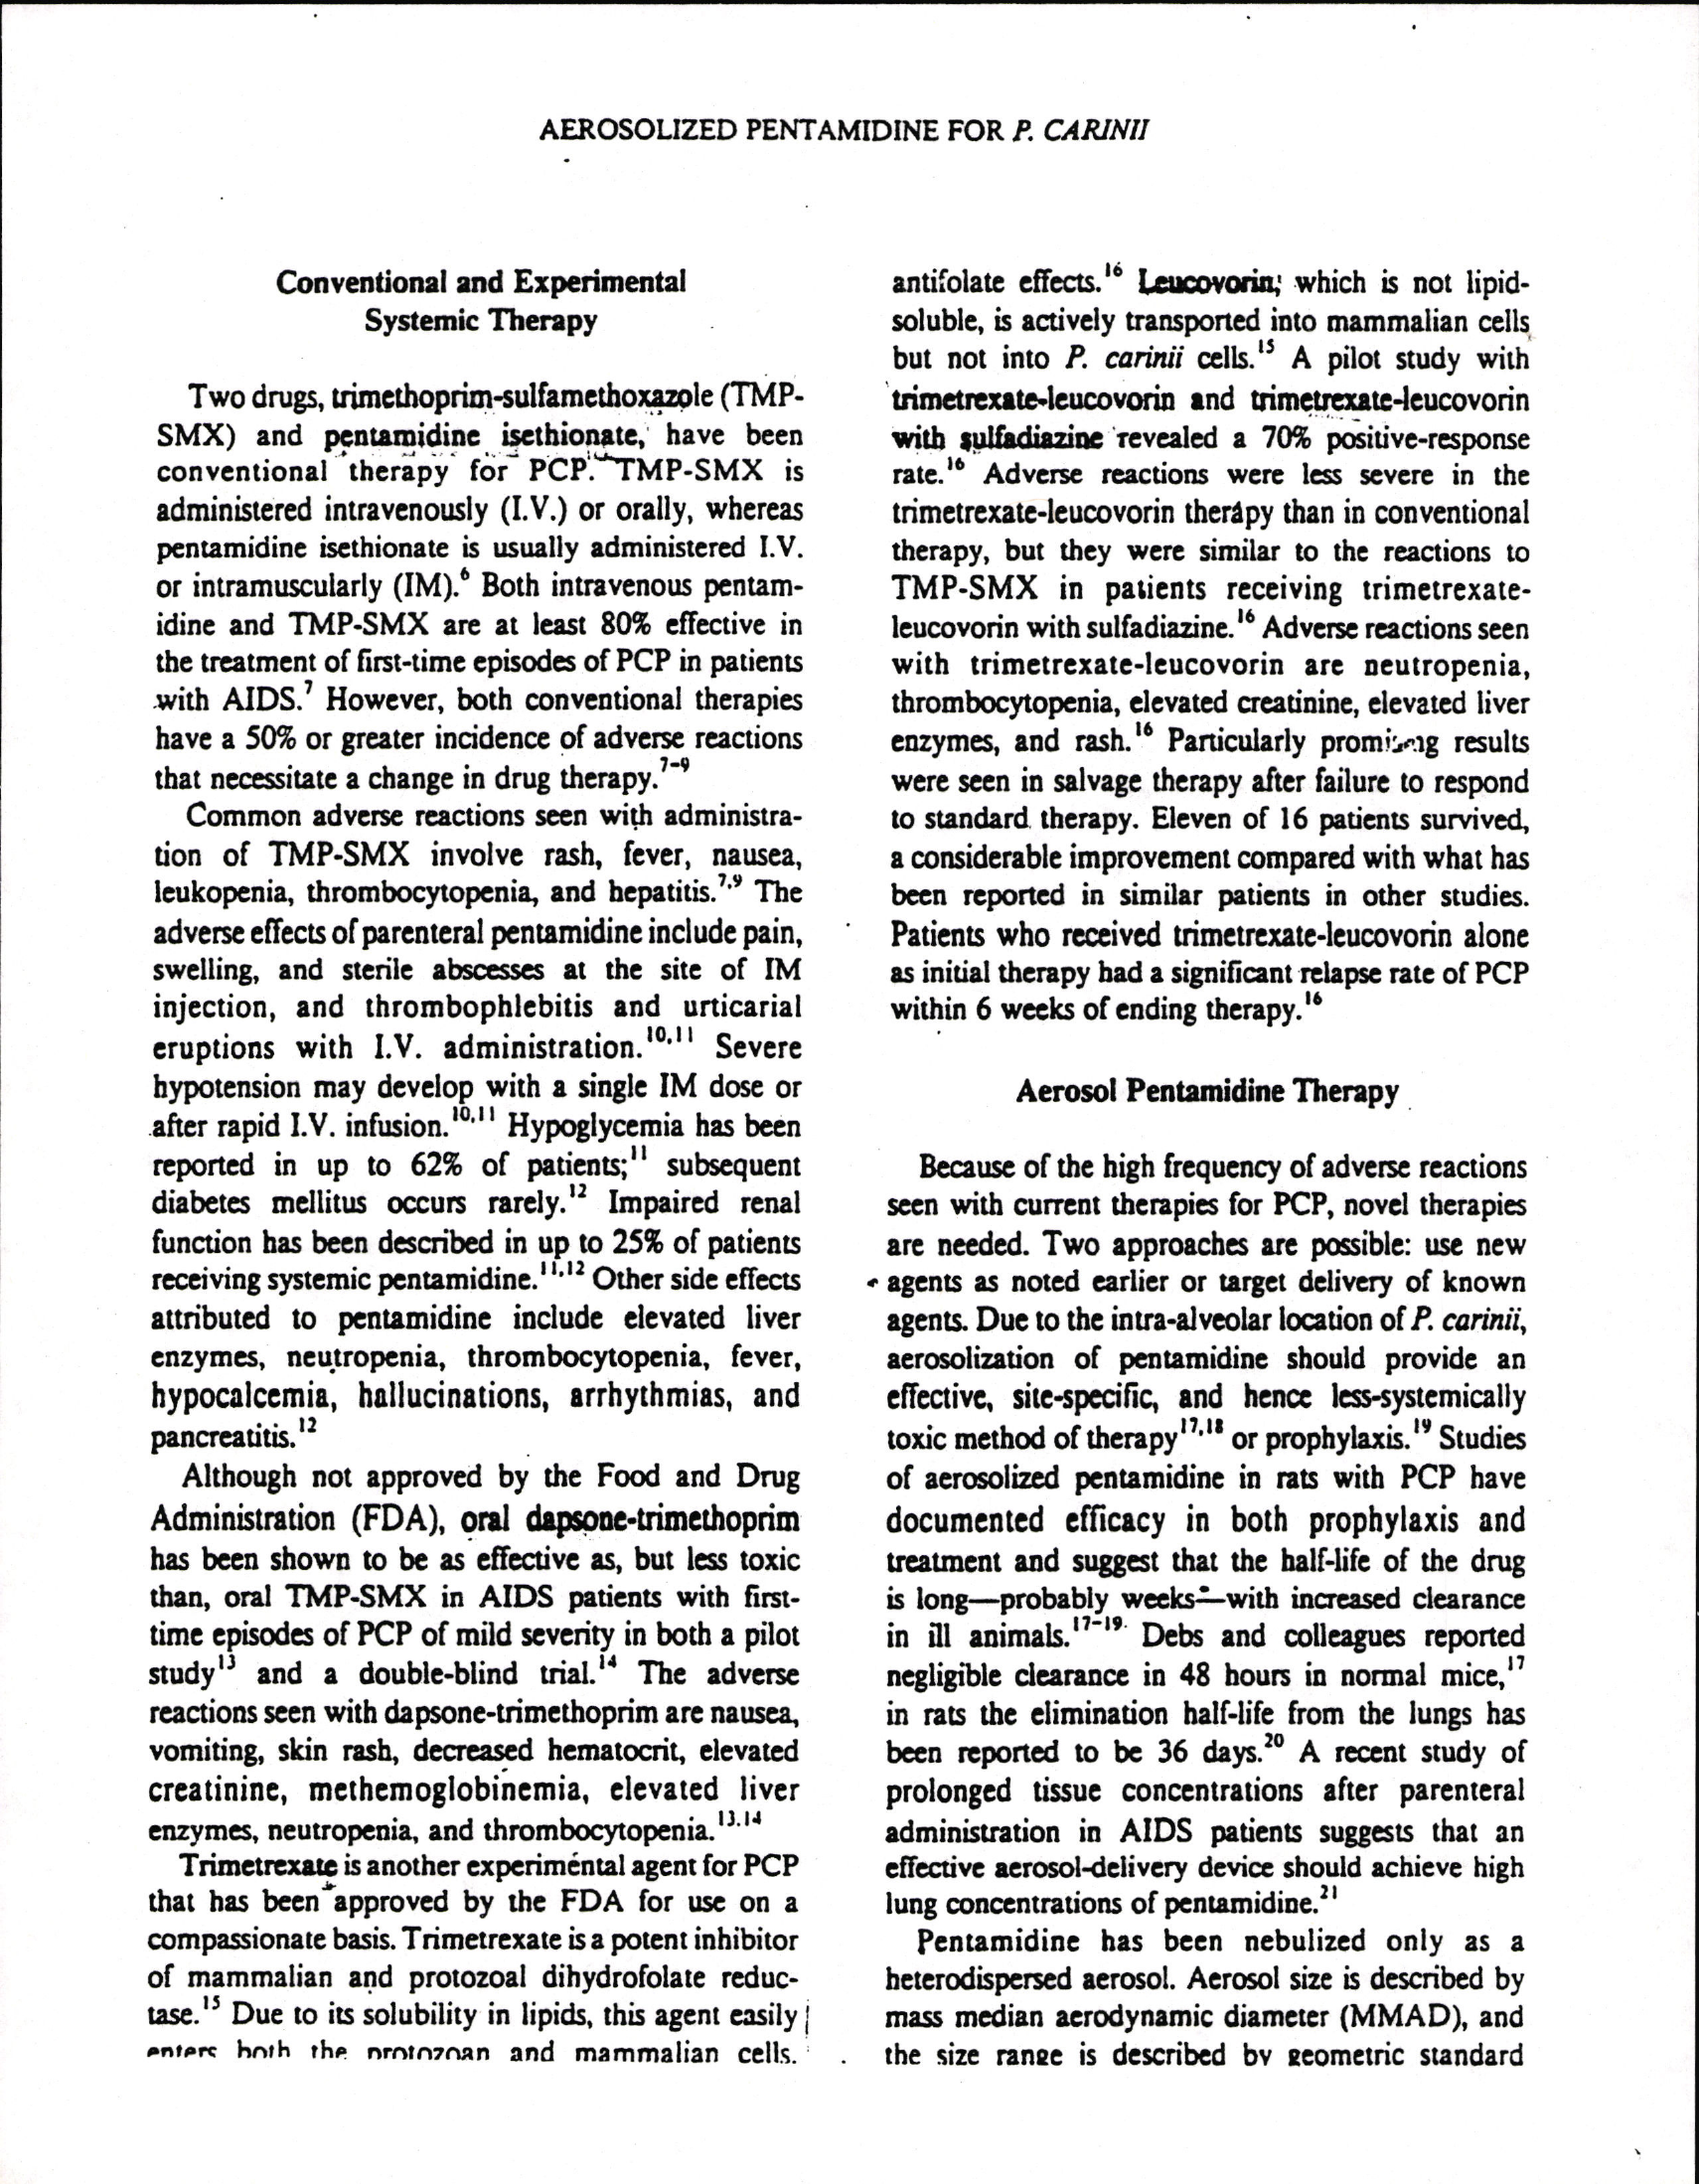 AEROSOLIZED PENTAMIDINE FOR P. CARINII
Conventional and Experimental
Systemic Therapy
Two drugs, trimethoprim-sulfamethoxazole (TMP-
SMX) and pentamidine isethionate, have been
conventional therapy for PCP. TMP-SMX is
administered intravenously (I.V.) or orally, whereas
pentamidine isethionate is usually administered I.V.
or intramuscularly (IM).6 Both intravenous pentam-
idine and TMP-SMX are at least 80% effective in
the treatment of first-time episodes of PCP in patients
with AIDS.7 However, both conventional therapies
have a 50% or greater incidence of adverse reactions
that necessitate a change in drug therapy.7-9
Common adverse reactions seen with administra-
tion of TMP-SMX involve rash, fever, nausea,
leukopenia, thrombocytopenia, and hepatitis.7,9 The
adverse effects of parenteral pentamidine include pain,
swelling, and sterile abscesses at the site of IM
injection, and thrombophlebitis and urticarial
eruptions with I.V. administration.10,11 Severe
hypotension may develop with a single IM dose or
after rapid I.V. infusion.10,11 Hypoglycemia has been
reported in up to 62% of patients;11 subsequent
diabetes mellitus occurs rarely.12 Impaired renal
function has been described in up to 25% of patients
receiving systemic pentamidine.11,12 Other side effects
attributed to pentamidine include elevated liver
enzymes, neutropenia, thrombocytopenia, fever,
hypocalcemia, hallucinations, arrhythmias, and
pancreatitis.12
Although not approved by the Food and Drug
Administration (FDA), oral dapsone-trimethoprim
has been shown to be as effective as, but less toxic
than, oral TMP-SMX in AIDS patients with first-
time episodes of PCP of mild severity in both a pilot
study13 and a double-blind trial.14 The adverse
reactions seen with dapsone-trimethoprim are nausea,
vomiting, skin rash, decreased hematocrit, elevated
creatinine, methemoglobinemia, elevated liver
enzymes, neutropenia, and thrombocytopenia.13,14
Trimetrexate is another experimental agent for PCP
that has been approved by the FDA for use on a
compassionate basis. Trimetrexate is a potent inhibitor
of mammalian and protozoal dihydrofolate reduc-
tase.15 Due to its solubility in lipids, this agent easily
enters both the protozoan and mammalian cells.
antifolate effects.16 Leucovorin, which is not lipid-
soluble, is actively transported into mammalian cells
but not into P. carinii cells.15 A pilot study with
trimetrexate-leucovorin and trimetrexate-leucovorin
with sulfadiazine revealed a 70% positive-response
rate.16 Adverse reactions were less severe in the
trimetrexate-leucovorin therapy than in conventional
therapy, but they were similar to the reactions to
TMP-SMX in patients receiving trimetrexate-
leucovorin with sulfadiazine.16 Adverse reactions seen
with trimetrexate-leucovorin are neutropenia,
thrombocytopenia, elevated creatinine, elevated liver
enzymes, and rash.16 Particularly promising results
were seen in salvage therapy after failure to respond
to standard therapy. Eleven of 16 patients survived,
a considerable improvement compared with what has
been reported in similar patients in other studies.
Patients who received trimetrexate-leucovorin alone
as initial therapy had a significant relapse rate of PCP
within 6 weeks of ending therapy.16
Aerosol Pentamidine Therapy
Because of the high frequency of adverse reactions
seen with current therapies for PCP, novel therapies
are needed. Two approaches are possible: use new
agents as noted earlier or target delivery of known
agents. Due to the intra-alveolar location of P. carinii,
aerosolization of pentamidine should provide an
effective, site-specific, and hence less-systemically
toxic method of therapy17,18 or prophylaxis.19 Studies
of aerosolized pentamidine in rats with PCP have
documented efficacy in both prophylaxis and
treatment and suggest that the half-life of the drug
is long—probably weeks—with increased clearance
in ill animals.17-19 Debs and colleagues reported
negligible clearance in 48 hours in normal mice,17
in rats the elimination half-life from the lungs has
been reported to be 36 days.20 A recent study of
prolonged tissue concentrations after parenteral
administration in AIDS patients suggests that an
effective aerosol-delivery device should achieve high
lung concentrations of pentamidine.21
Pentamidine has been nebulized only as a
heterodispersed aerosol. Aerosol size is described by
mass median aerodynamic diameter (MMAD), and
the size range is described by geometric standard